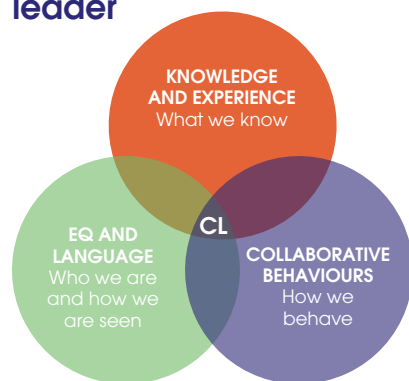 leader
KNOWLEDGE
AND EXPERIENCE
What we know
CL
EQ AND
LANGUAGE
Who we are
and how we
are seen
COLLABORATIVE
BEHAVIOURS
How we
behave